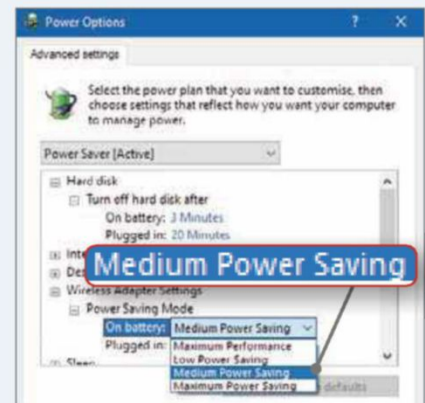 Power Options ? ×
Advanced settings
Select the power plan that you want to customise, then
choose settings that reflect how you want your computer
to manage power.
Power Saver [Active]
Hard disk
Turn off hard disk after
On battery: 3 Minutes
Plugged in: 20 Minutes
Inte
Des
Medium Power Saving
Wireless Adapter Settings
Power Saving Mode
On battery: Medium Power Saving
Plugged in: Maximum Performance
Low Power Saving
Sleep
Medium Power Saving
Maximum Power Saving
defaults